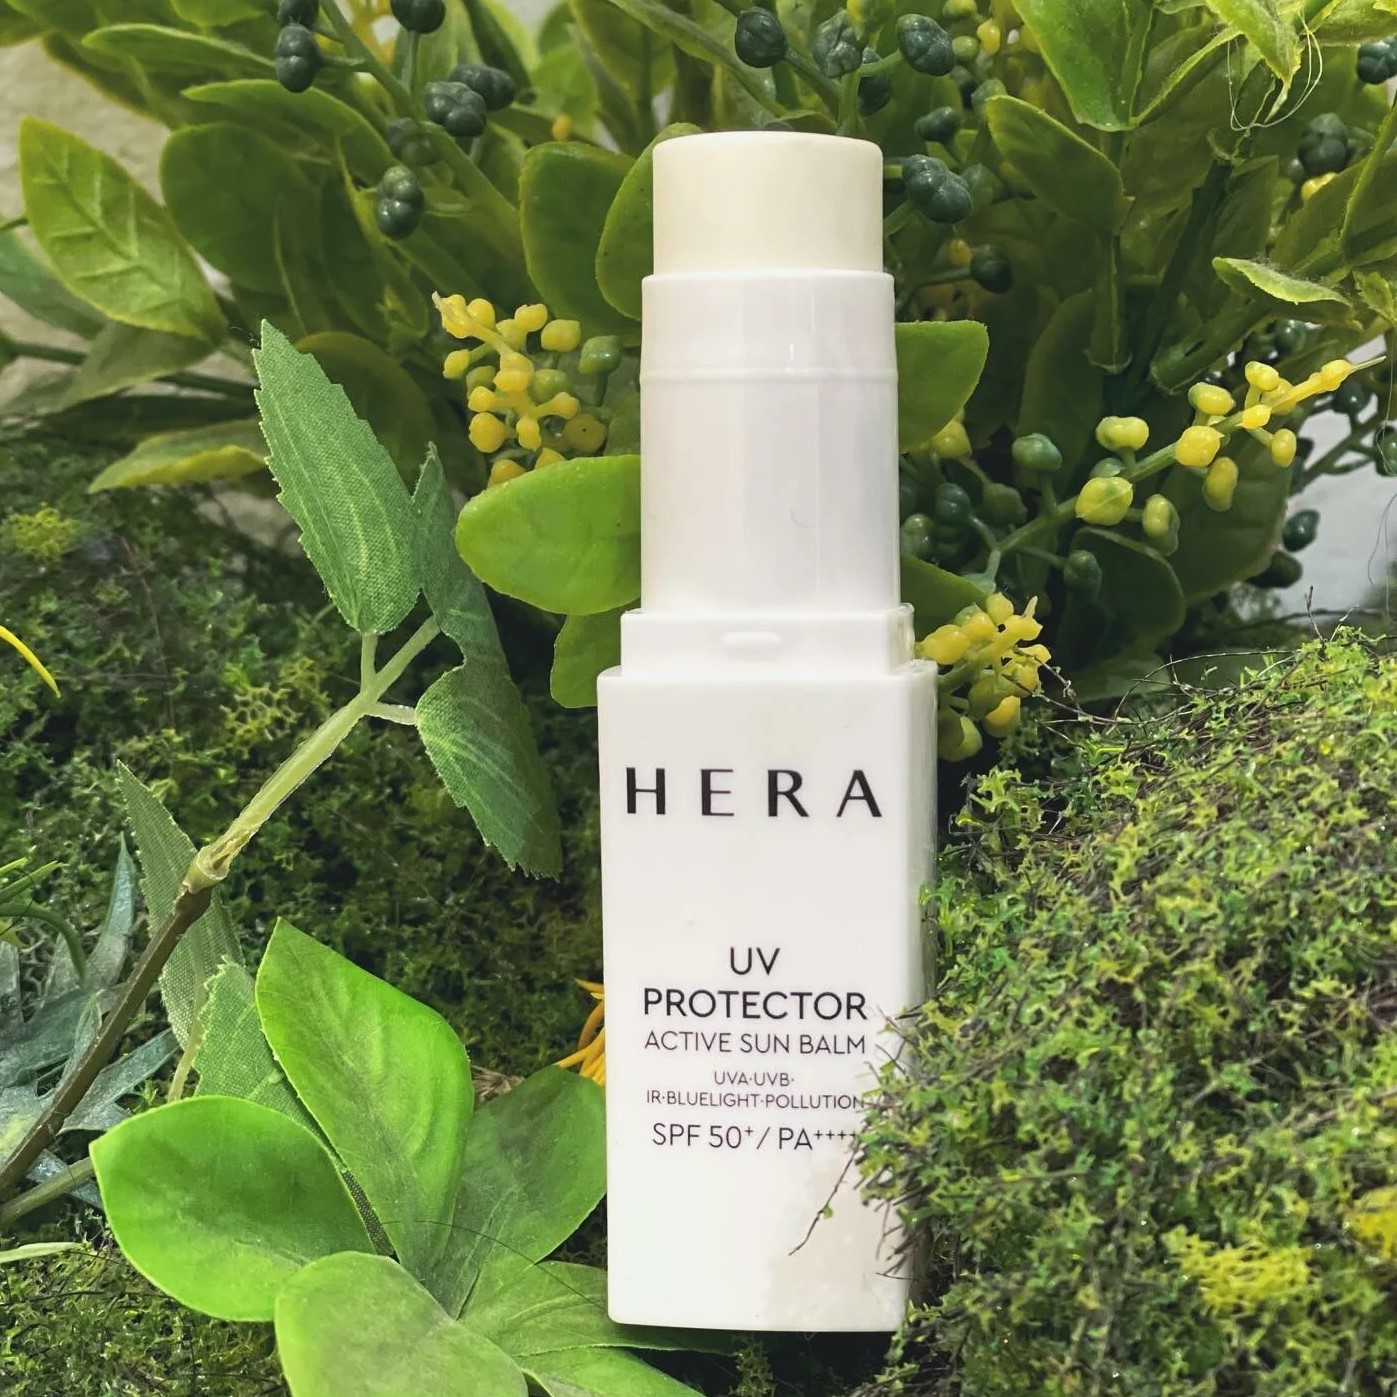 HERA
UV
PROTECTOR
ACTIVE SUN BALM
UVA·UVB·
IR·BLUELIGHT·POLLUTION
SPF 50⁺/ PA⁺⁺⁺⁺